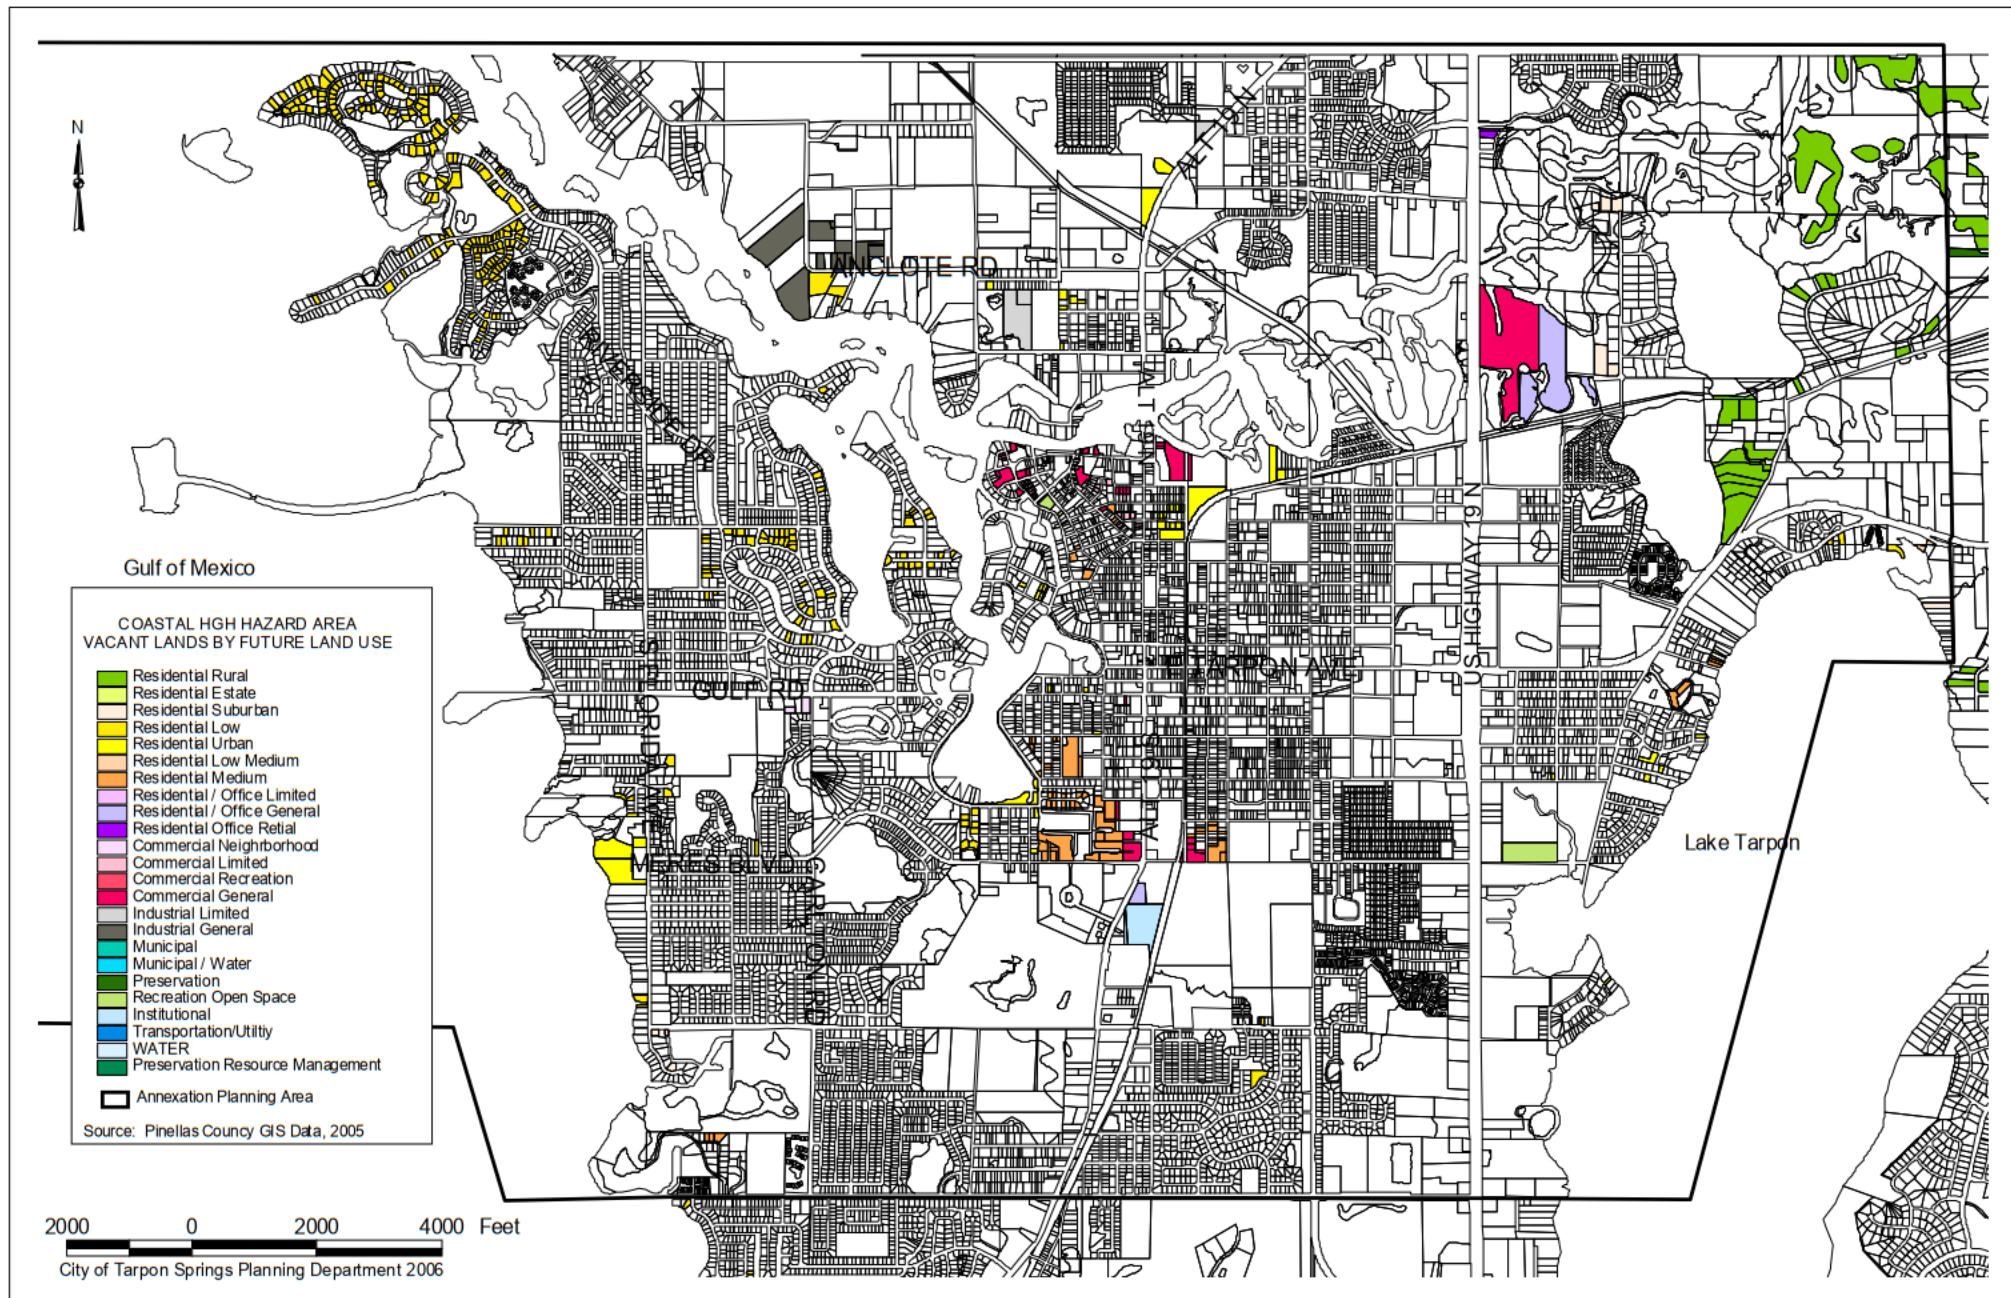 N
ALT 19 N
ANCLOTE RD
RIVERSIDE DR
ALT 19 N
US HIGHWAY 19 N
Gulf of Mexico
E TARPON AVE
GULF RD
S FLORIDA AVE
ALT 19 S
MERES BLVD
CARLTON RD
Lake Tarpon
COASTAL HGH HAZARD AREA
VACANT LANDS BY FUTURE LAND USE
Residential Rural
Residential Estate
Residential Suburban
Residential Low
Residential Urban
Residential Low Medium
Residential Medium
Residential / Office Limited
Residential / Office General
Residential Office Retial
Commercial Neighrborhood
Commercial Limited
Commercial Recreation
Commercial General
Industrial Limited
Industrial General
Municipal
Municipal / Water
Preservation
Recreation Open Space
Institutional
Transportation/Utiltiy
WATER
Preservation Resource Management
Annexation Planning Area
Source: Pinellas Councy GIS Data, 2005
2000 0 2000 4000 Feet
City of Tarpon Springs Planning Department 2006